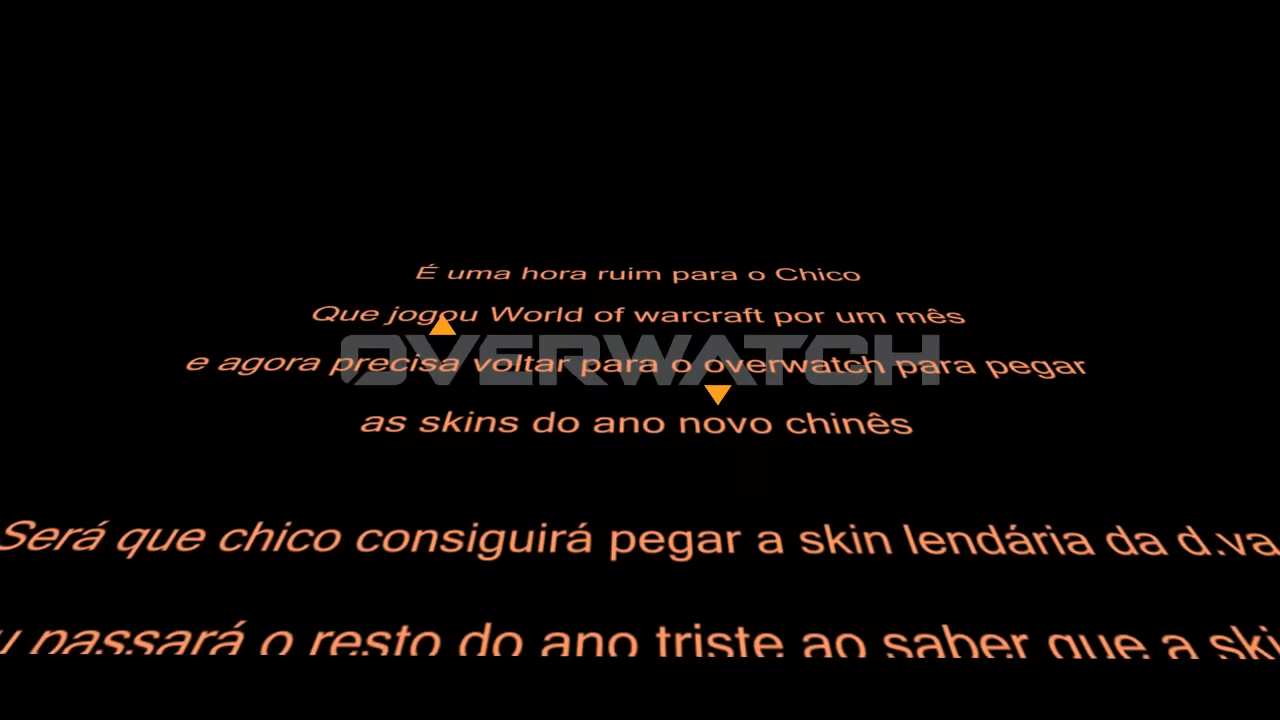 É uma hora ruim para o Chico
Que jogou World of warcraft por um mês
OVERWATCH
e agora precisa voltar para o overwatch para pegar
as skins do ano novo chinês
Será que chico consiguirá pegar a skin lendária da d.va
passará o resto do ano triste ao saber que a